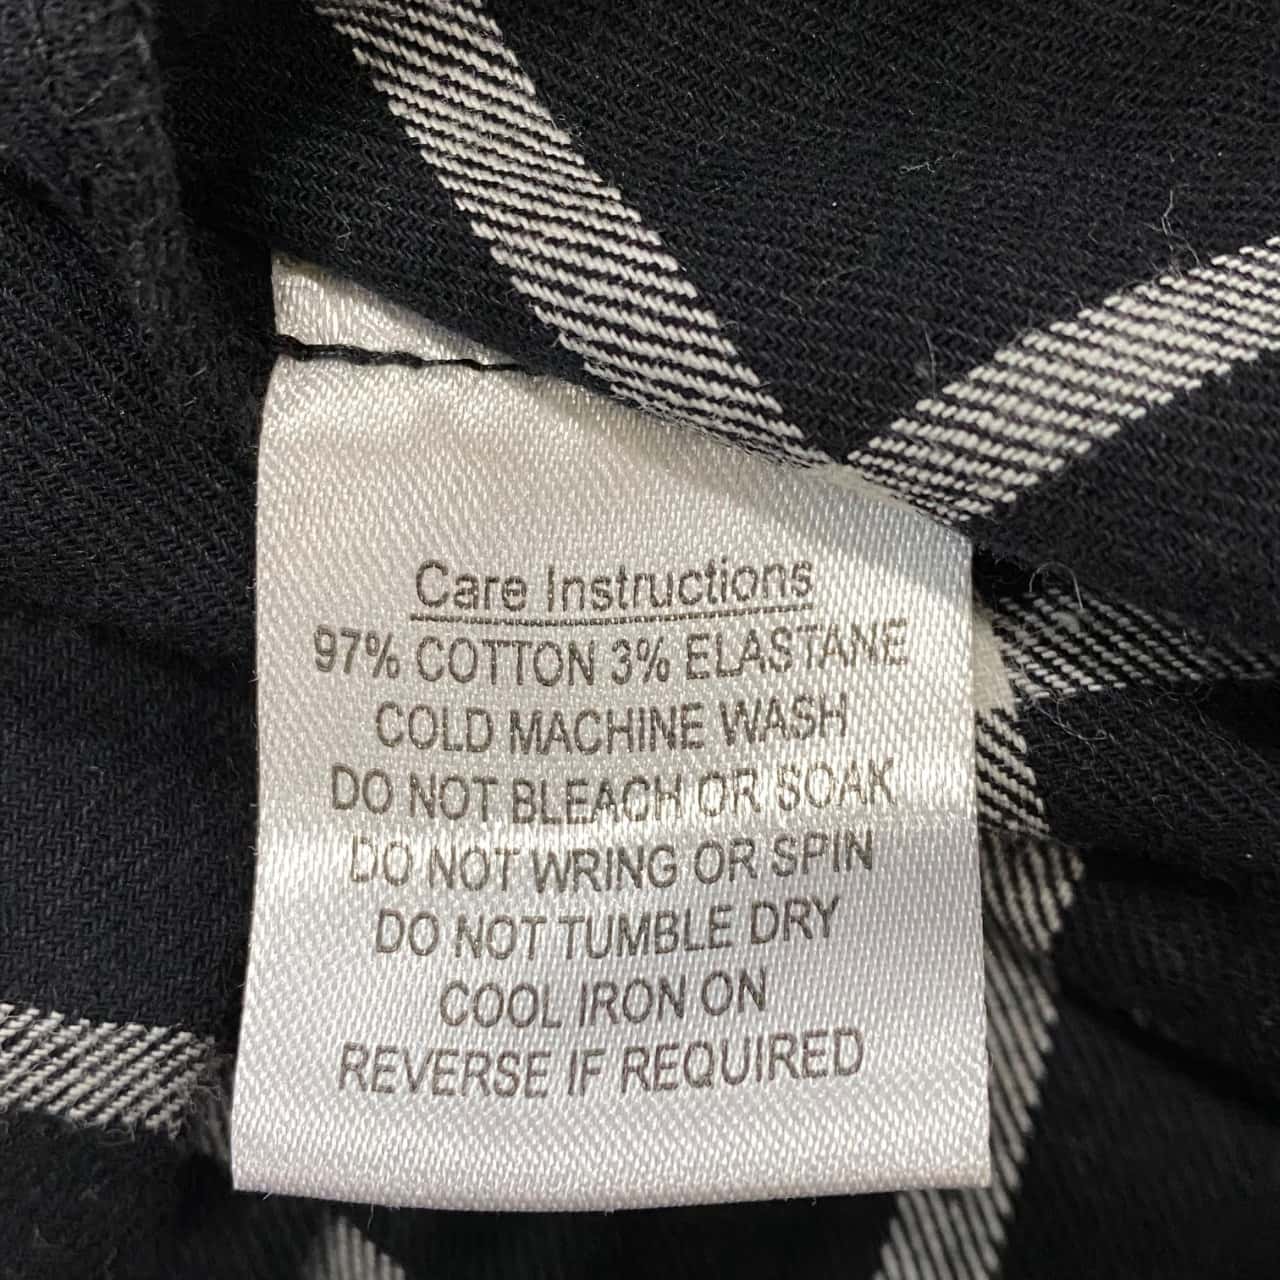 Care Instructions
97% COTTON 3% ELASTANE
COLD MACHINE WASH
DO NOT BLEACH OR SOAK
DO NOT WRING OR SPIN
DO NOT TUMBLE DRY
COOL IRON ON
REVERSE IF REQUIRED